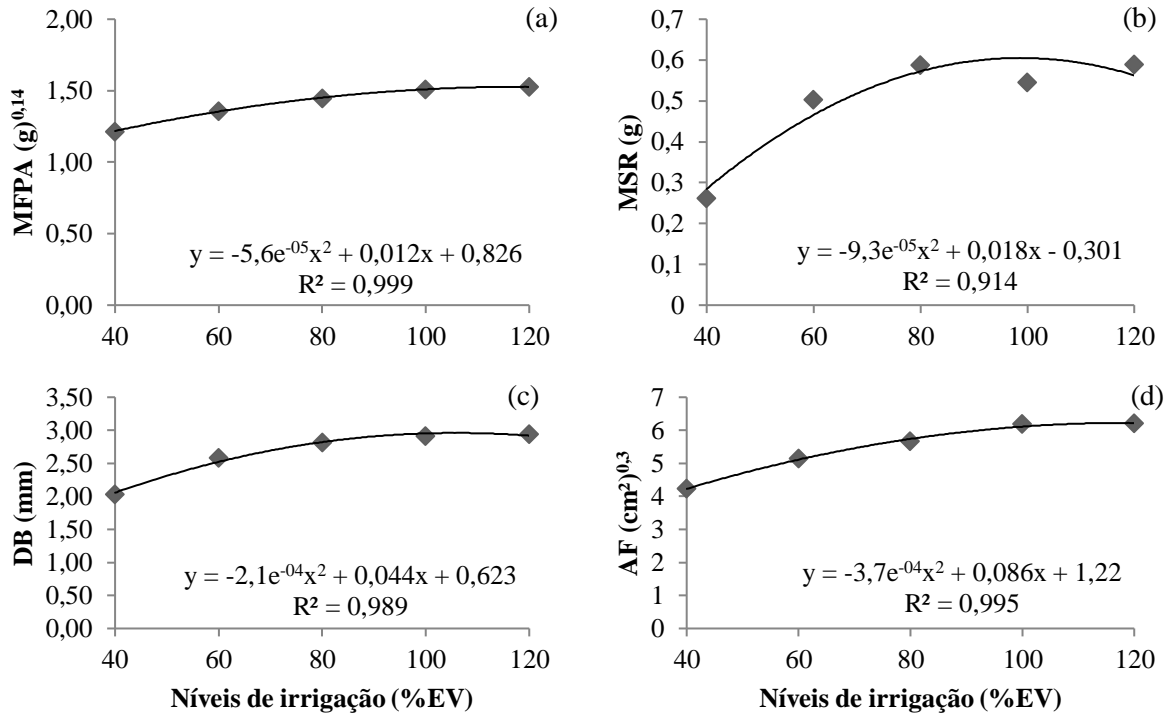 (a)
MFPA (g)^0,14
2,00
1,50
1,00
0,50
0,00
y = -5,6e^-05x² + 0,012x + 0,826
R² = 0,999
40 60 80 100 120
(b)
MSR (g)
0,7
0,6
0,5
0,4
0,3
0,2
0,1
0
y = -9,3e^-05x² + 0,018x - 0,301
R² = 0,914
40 60 80 100 120
(c)
DB (mm)
3,50
3,00
2,50
2,00
1,50
1,00
0,50
0,00
y = -2,1e^-04x² + 0,044x + 0,623
R² = 0,989
40 60 80 100 120
Níveis de irrigação (%EV)
(d)
AF (cm²)^0,3
7
6
5
4
3
2
1
0
y = -3,7e^-04x² + 0,086x + 1,22
R² = 0,995
40 60 80 100 120
Níveis de irrigação (%EV)